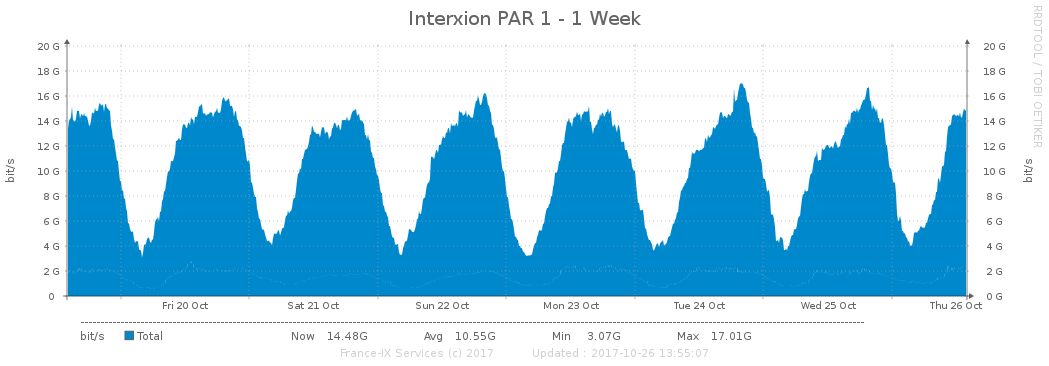 Interxion PAR 1 - 1 Week
RRDTOOL / TOBI OETIKER
20 G 20 G
18 G 18 G
16 G 16 G
14 G 14 G
12 G 12 G
10 G 10 G
8 G 8 G
6 G 6 G
4 G 4 G
2 G 2 G
0 0 G
bit/s bit/s
Fri 20 Oct Sat 21 Oct Sun 22 Oct Mon 23 Oct Tue 24 Oct Wed 25 Oct Thu 26 Oct
bit/s Total Now 14.48G Avg 10.55G Min 3.07G Max 17.01G
France-IX Services (c) 2017 Updated : 2017-10-26 13:55:07